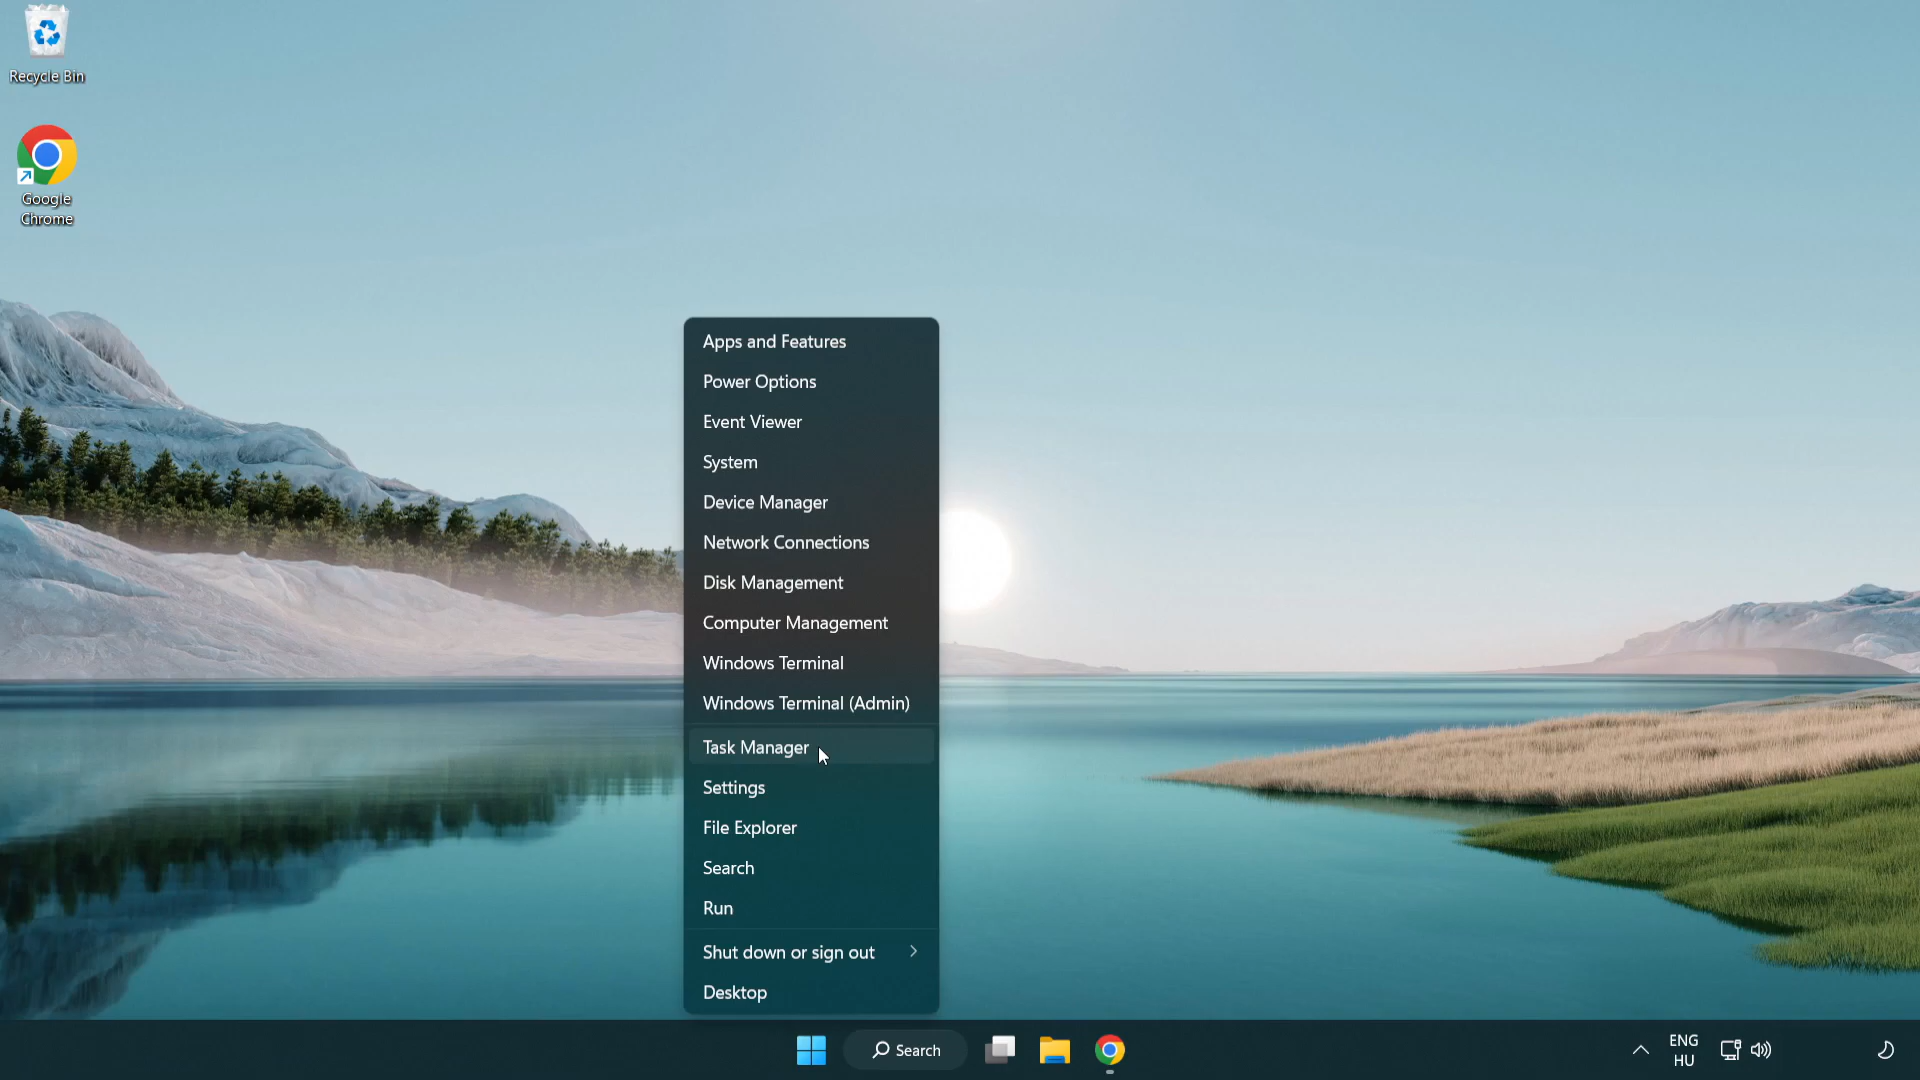 Recycle Bin
Google
Chrome
Apps and Features
Power Options
Event Viewer
System
Device Manager
Network Connections
Disk Management
Computer Management
Windows Terminal
Windows Terminal (Admin)
Task Manager
Settings
File Explorer
Search
Run
Shut down or sign out
Desktop
Search
ENG
HU